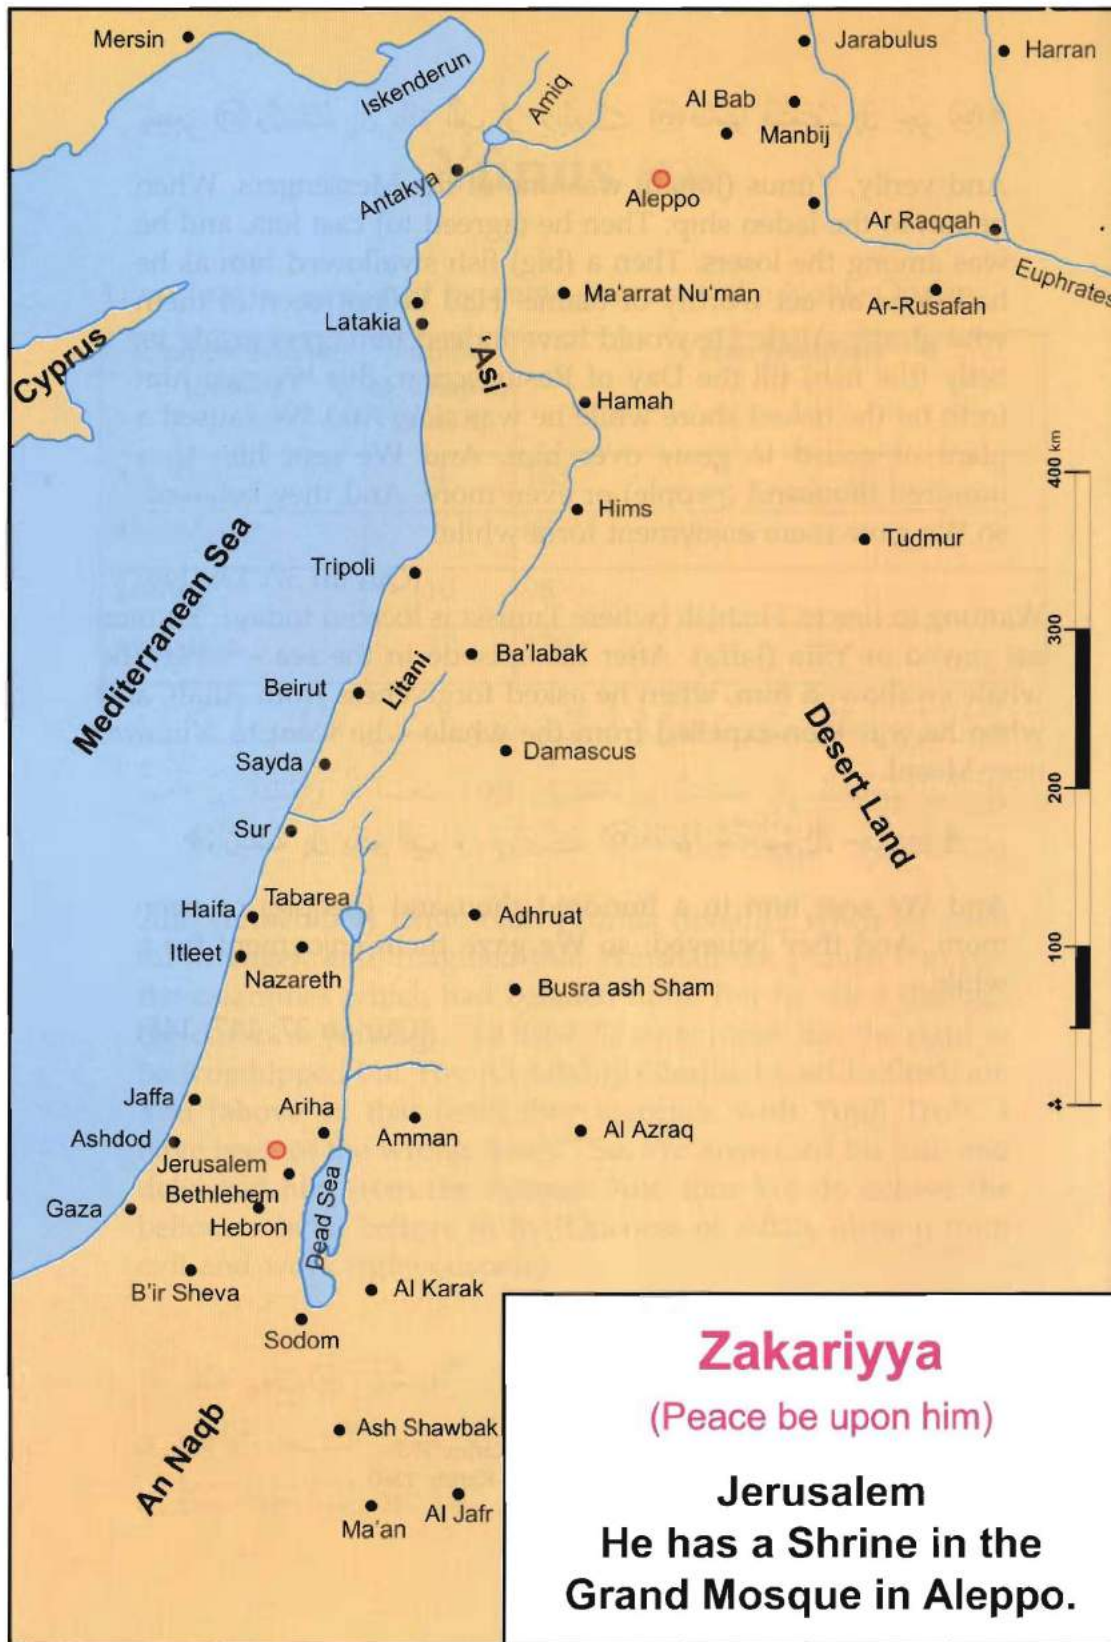 Mersin
Iskenderun
Amiq
Jarabulus
Harran
Al Bab
Manbij
Antakya
Aleppo
Ar Raqqah
Euphrates
Ma'arrat Nu'man
Ar-Rusafah
Latakia
Cyprus
'Asi
Hamah
400 km
Hims
Tudmur
Mediterranean Sea
Tripoli
300
Ba'labak
Litani
Beirut
Desert Land
Damascus
Sayda
200
Sur
Tabarea
Haifa
Adhruat
Itleet
Nazareth
100
Busra ash Sham
Jaffa
Ariha
Ashdod
Amman
Al Azraq
Jerusalem
Bethlehem
Gaza
Hebron
Dead Sea
B'ir Sheva
Al Karak
Sodom
An Naqb
Ash Shawbak
Ma'an
Al Jafr
Zakariyya
(Peace be upon him)
Jerusalem
He has a Shrine in the
Grand Mosque in Aleppo.